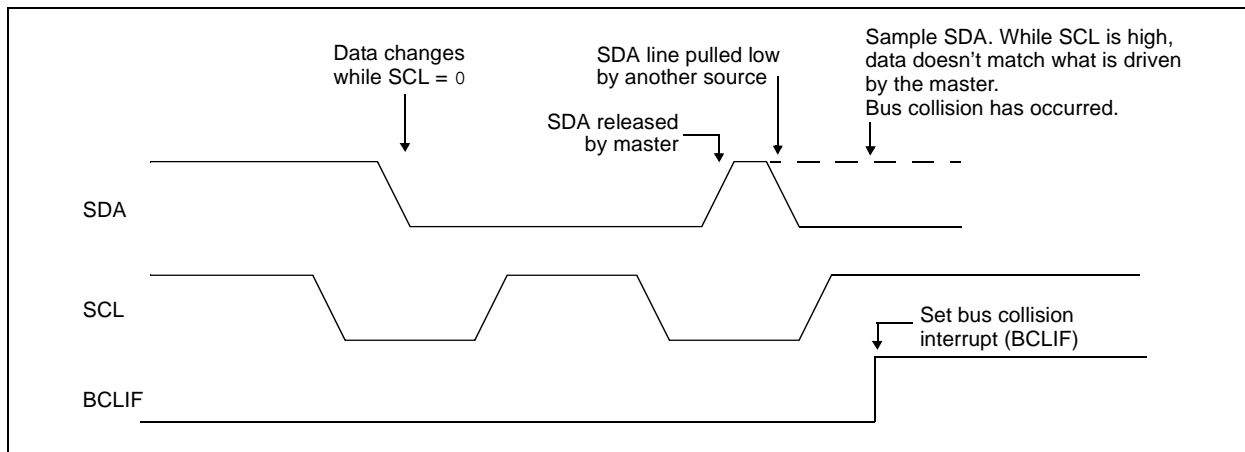 Data changes
while SCL = 0
SDA line pulled low
by another source
SDA released
by master
Sample SDA. While SCL is high,
data doesn't match what is driven
by the master.
Bus collision has occurred.
SDA
SCL
Set bus collision
interrupt (BCLIF)
BCLIF